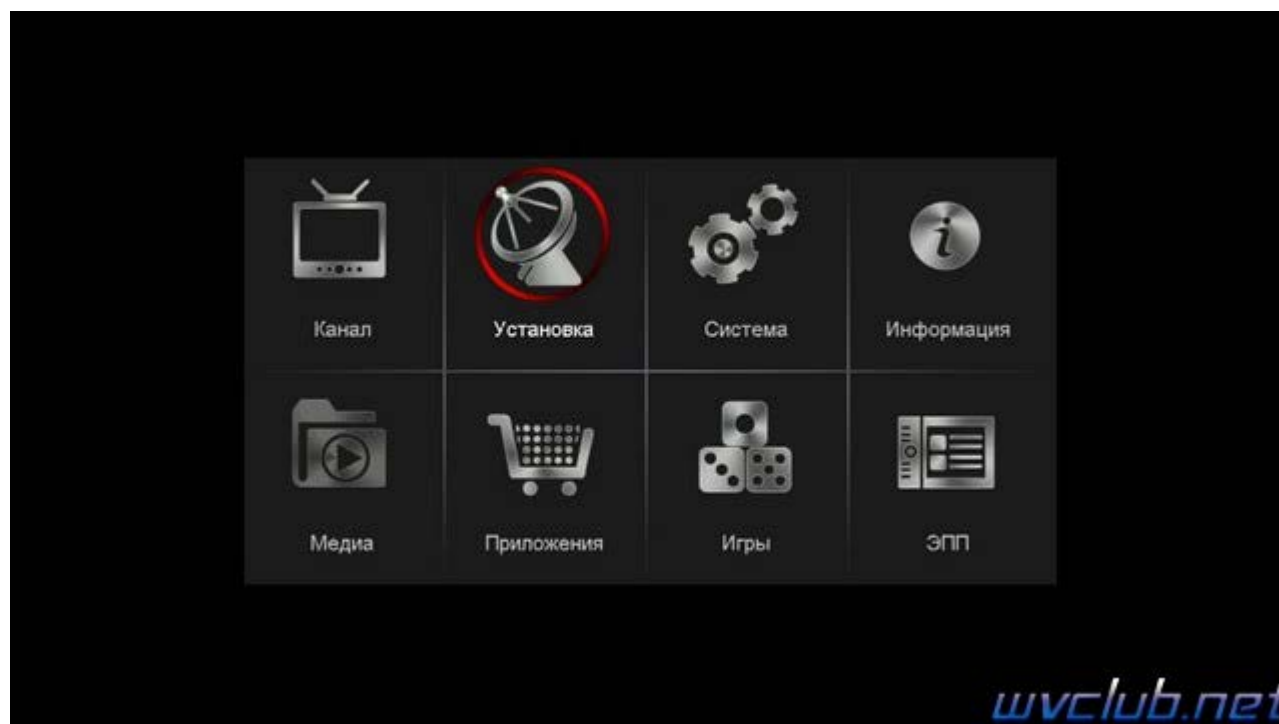 Канал
Установка
Система
Информация
Медиа
Приложения
Игры
ЭПП
wvclub.net